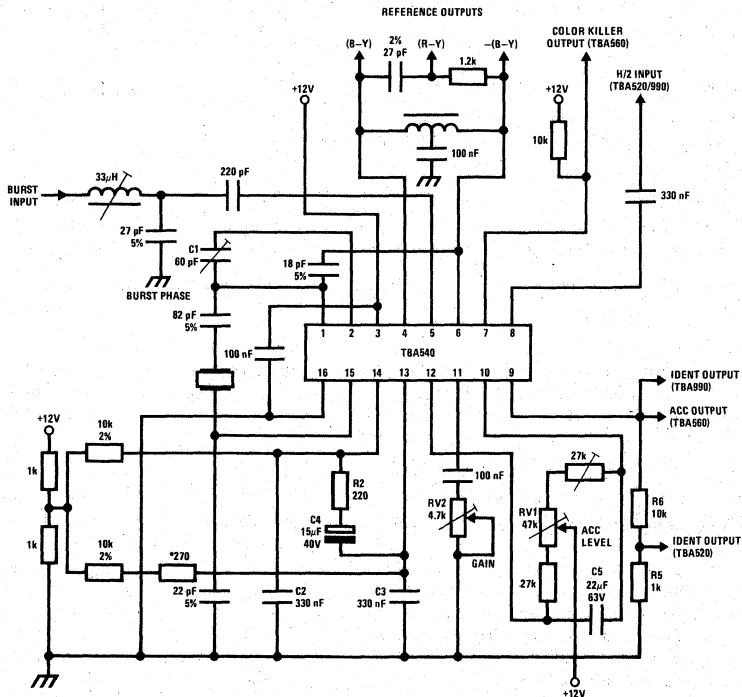 REFERENCE OUTPUTS
(B–Y)
2%
27 pF
(R–Y)
1.2k
–(B–Y)
COLOR KILLER
OUTPUT (TBA560)
H/2 INPUT
(TBA520/990)
+12V
+12V
10k
100 nF
330 nF
BURST
INPUT
33μH
220 pF
27 pF
5%
BURST PHASE
C1
60 pF
18 pF
5%
82 pF
5%
100 nF
1 2 3 4 5 6 7 8
TBA540
16 15 14 13 12 11 10 9
IDENT OUTPUT
(TBA990)
ACC OUTPUT
(TBA560)
+12V
1k
1k
10k
2%
10k
2%
*270
R2
220
C4
15μF
40V
100 nF
RV2
4.7k
GAIN
27k
RV1
47k
ACC
LEVEL
27k
R6
10k
IDENT OUTPUT
(TBA520)
R5
1k
C5
22μF
63V
22 pF
5%
C2
330 nF
C3
330 nF
+12V